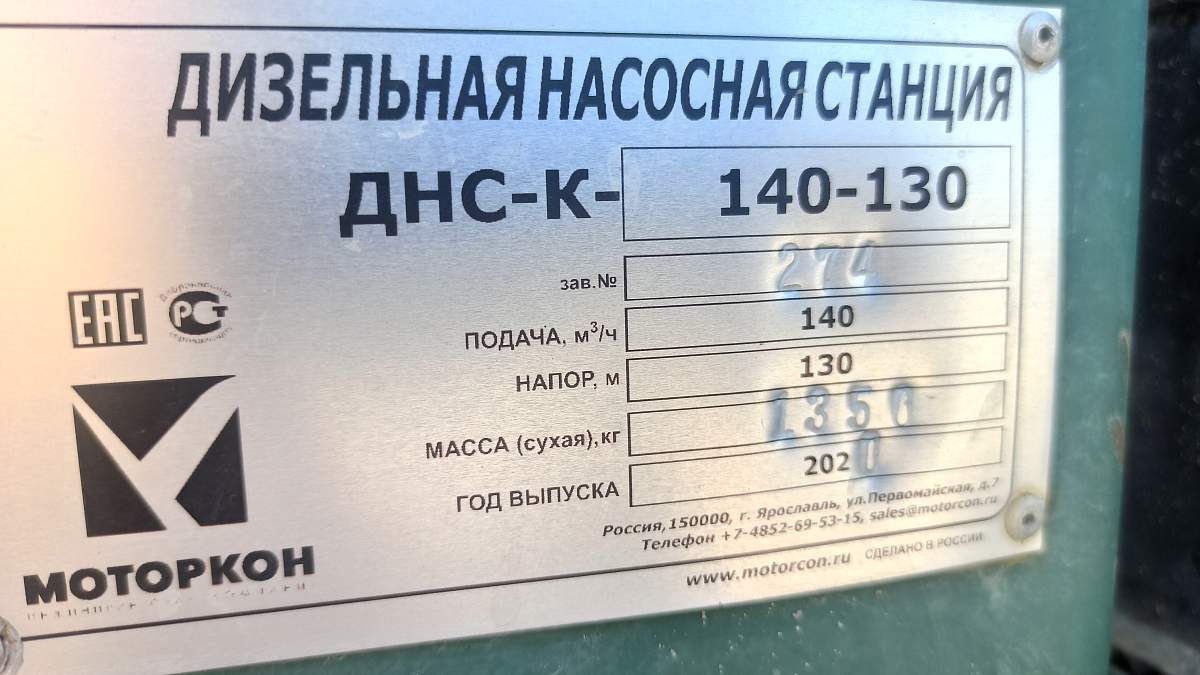 ДИЗЕЛЬНАЯ НАСОСНАЯ СТАНЦИЯ
ДНС-К- 140-130
зав.№ 274
ПОДАЧА, м³/ч 140
НАПОР, м 130
МАССА (сухая), кг 1350
ГОД ВЫПУСКА 2020
EAC
РСТ
МОТОРКОН
Россия, 150000, г. Ярославль, ул.Первомайская, д.7
Телефон +7-4852-69-53-15, sales@motorcon.ru
www.motorcon.ru СДЕЛАНО В РОССИИ